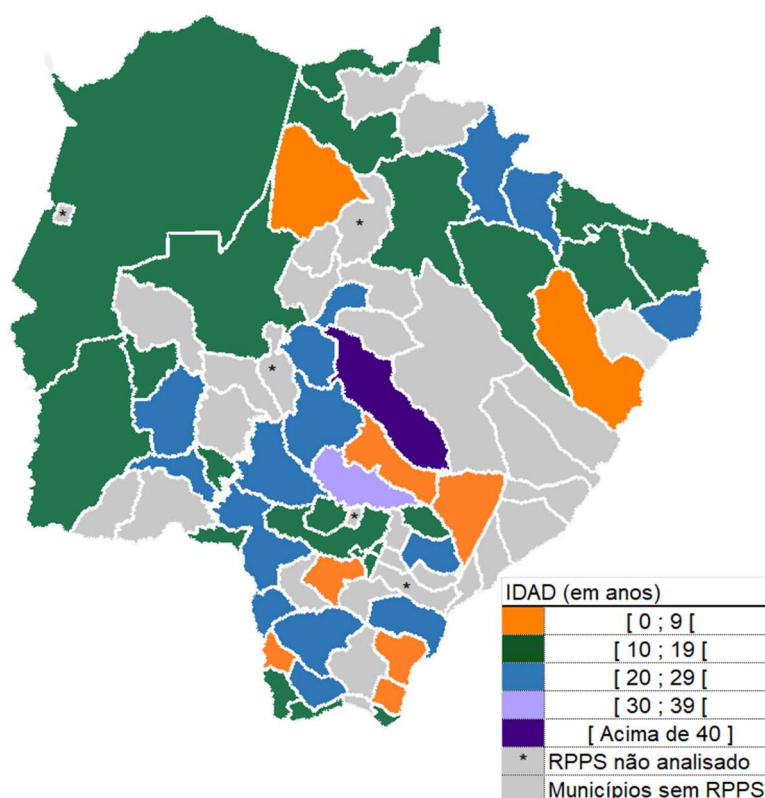 *
*
*
*
*
IDAD (em anos)
[ 0 ; 9 [
[ 10 ; 19 [
[ 20 ; 29 [
[ 30 ; 39 [
[ Acima de 40 ]
* RPPS não analisado
Municípios sem RPPS